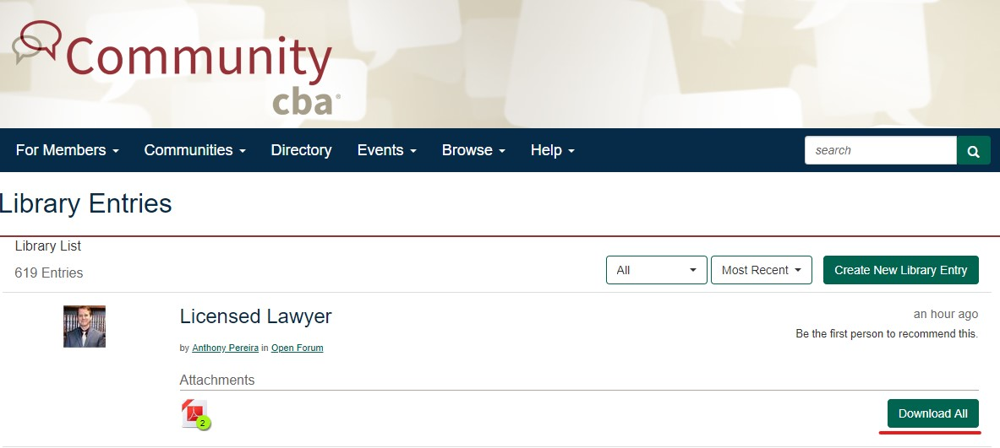 Community
cba
For Members Communities Directory Events Browse Help search
Library Entries
Library List
619 Entries All Most Recent Create New Library Entry
Licensed Lawyer an hour ago
Be the first person to recommend this.
by Anthony Pereira in Open Forum
Attachments
2 Download All